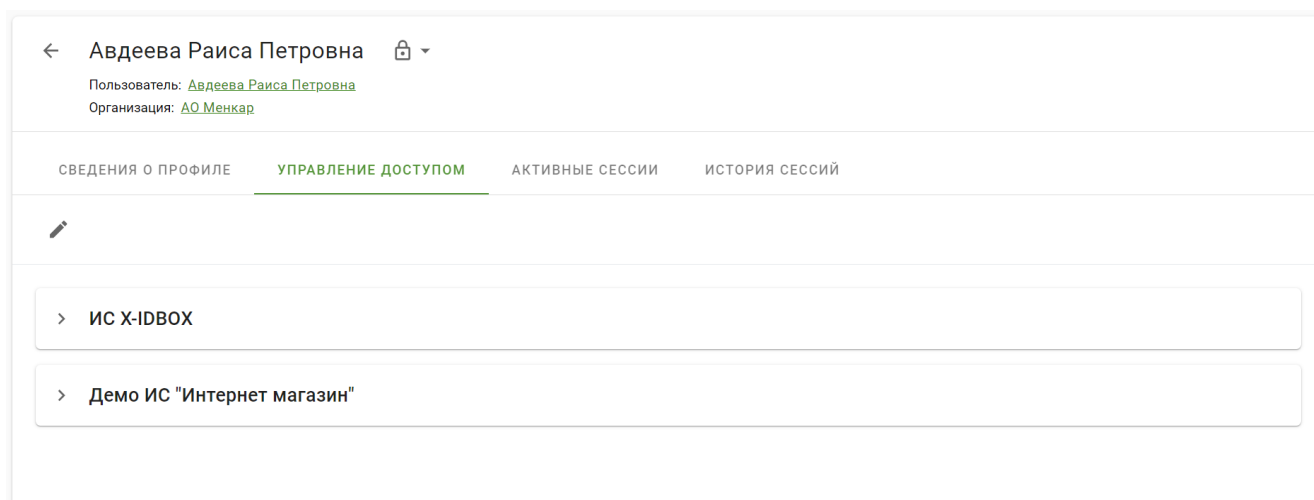 Авдеева Раиса Петровна
Пользователь: Авдеева Раиса Петровна
Организация: АО Менкар
СВЕДЕНИЯ О ПРОФИЛЕ УПРАВЛЕНИЕ ДОСТУПОМ АКТИВНЫЕ СЕССИИ ИСТОРИЯ СЕССИЙ
ИС X-IDBOX
Демо ИС "Интернет магазин"